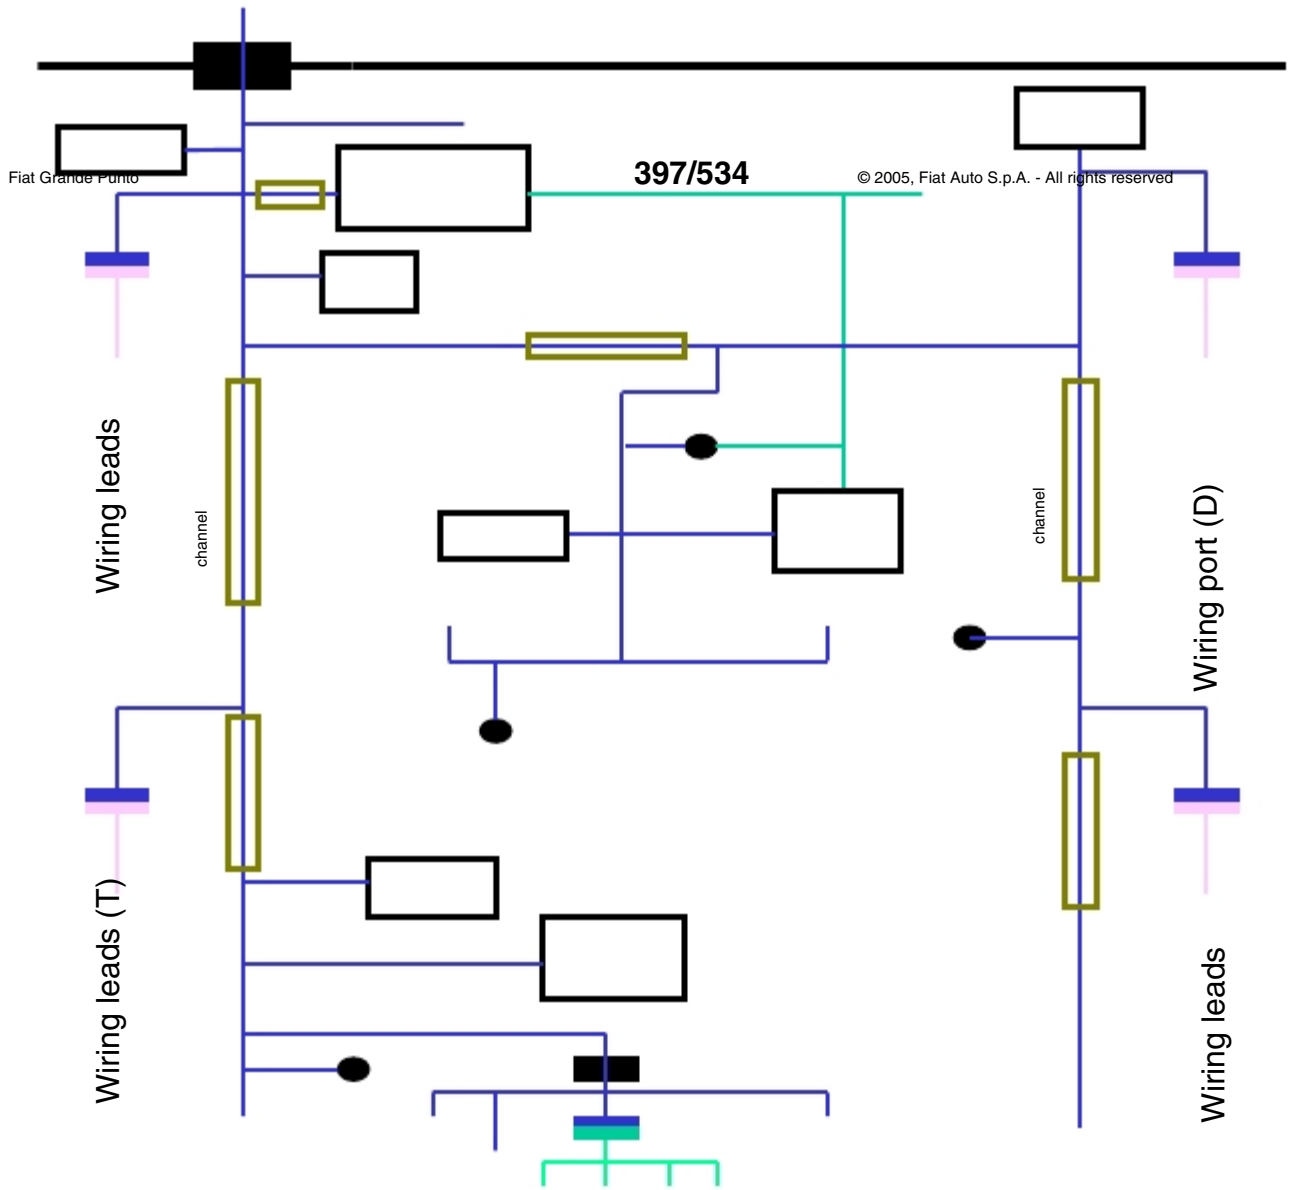 397/534
Fiat Grande Punto
© 2005, Fiat Auto S.p.A. - All rights reserved
Wiring leads
channel
channel
Wiring port (D)
Wiring leads (T)
Wiring leads